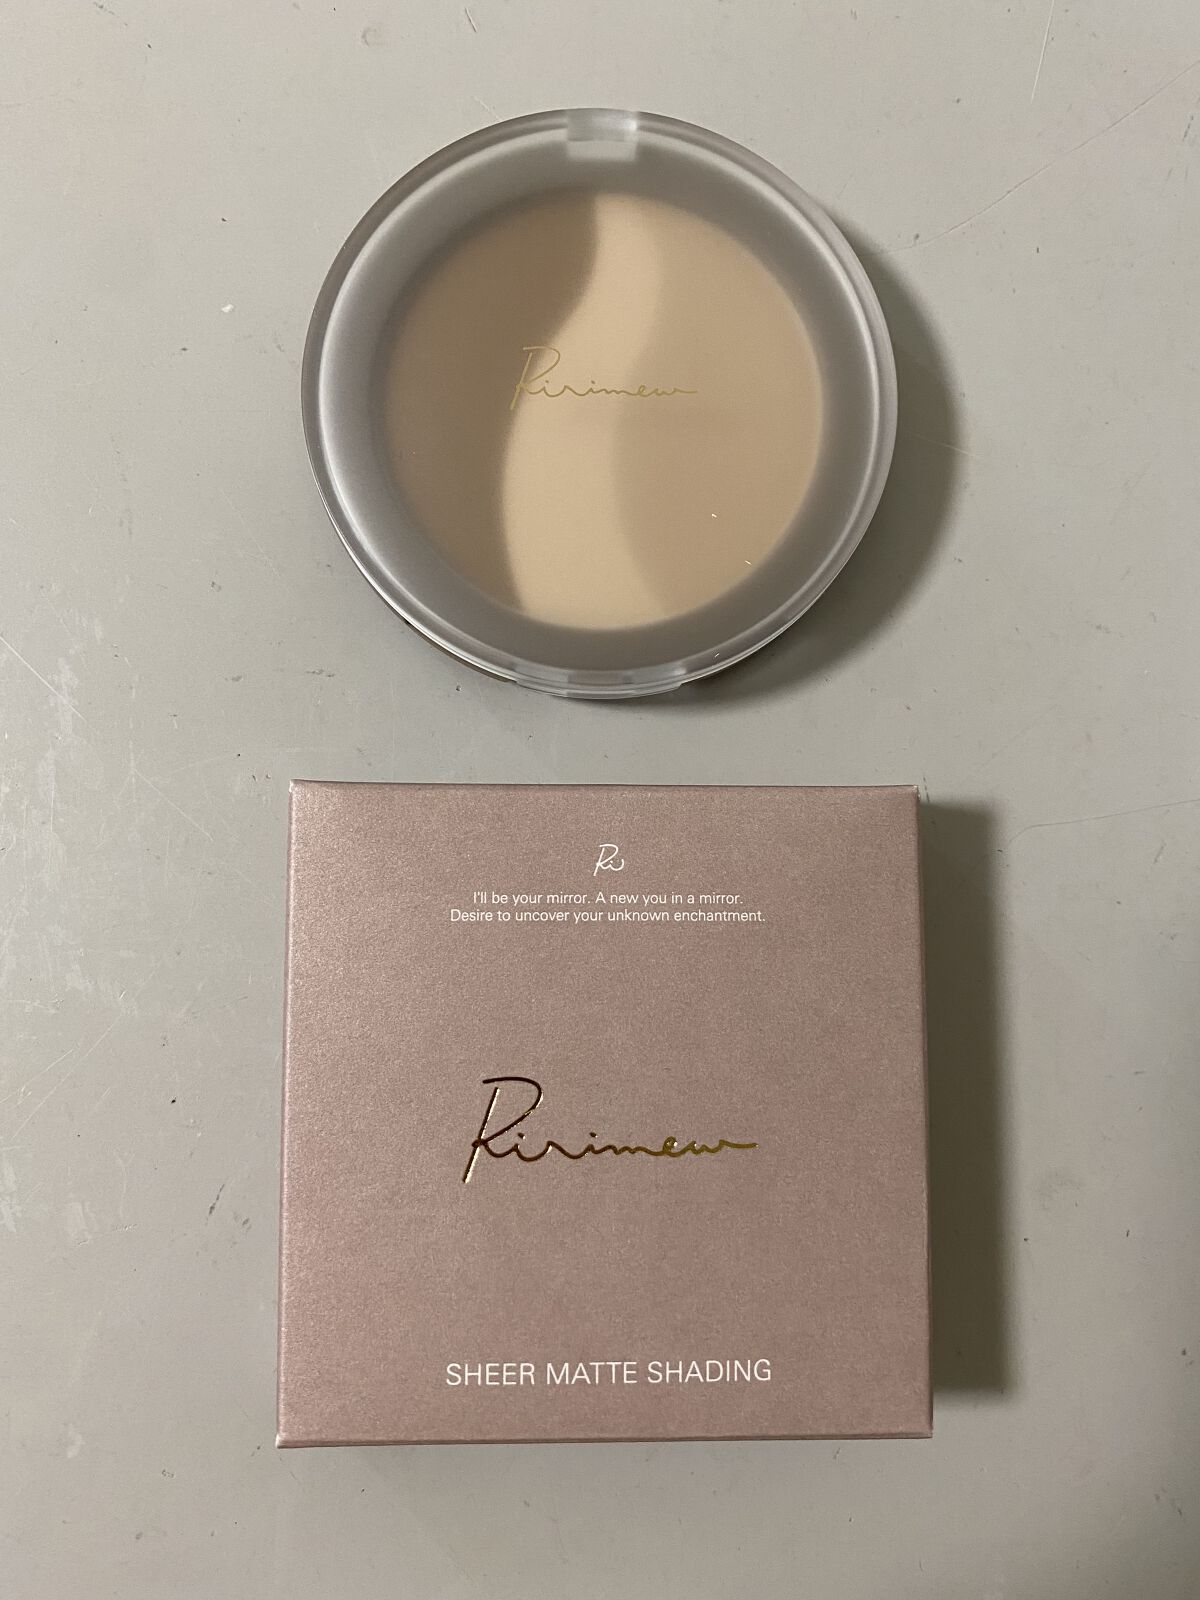 Ririmew
Ri
I'll be your mirror. A new you in a mirror.
Desire to uncover your unknown enchantment.
Ririmew
SHEER MATTE SHADING